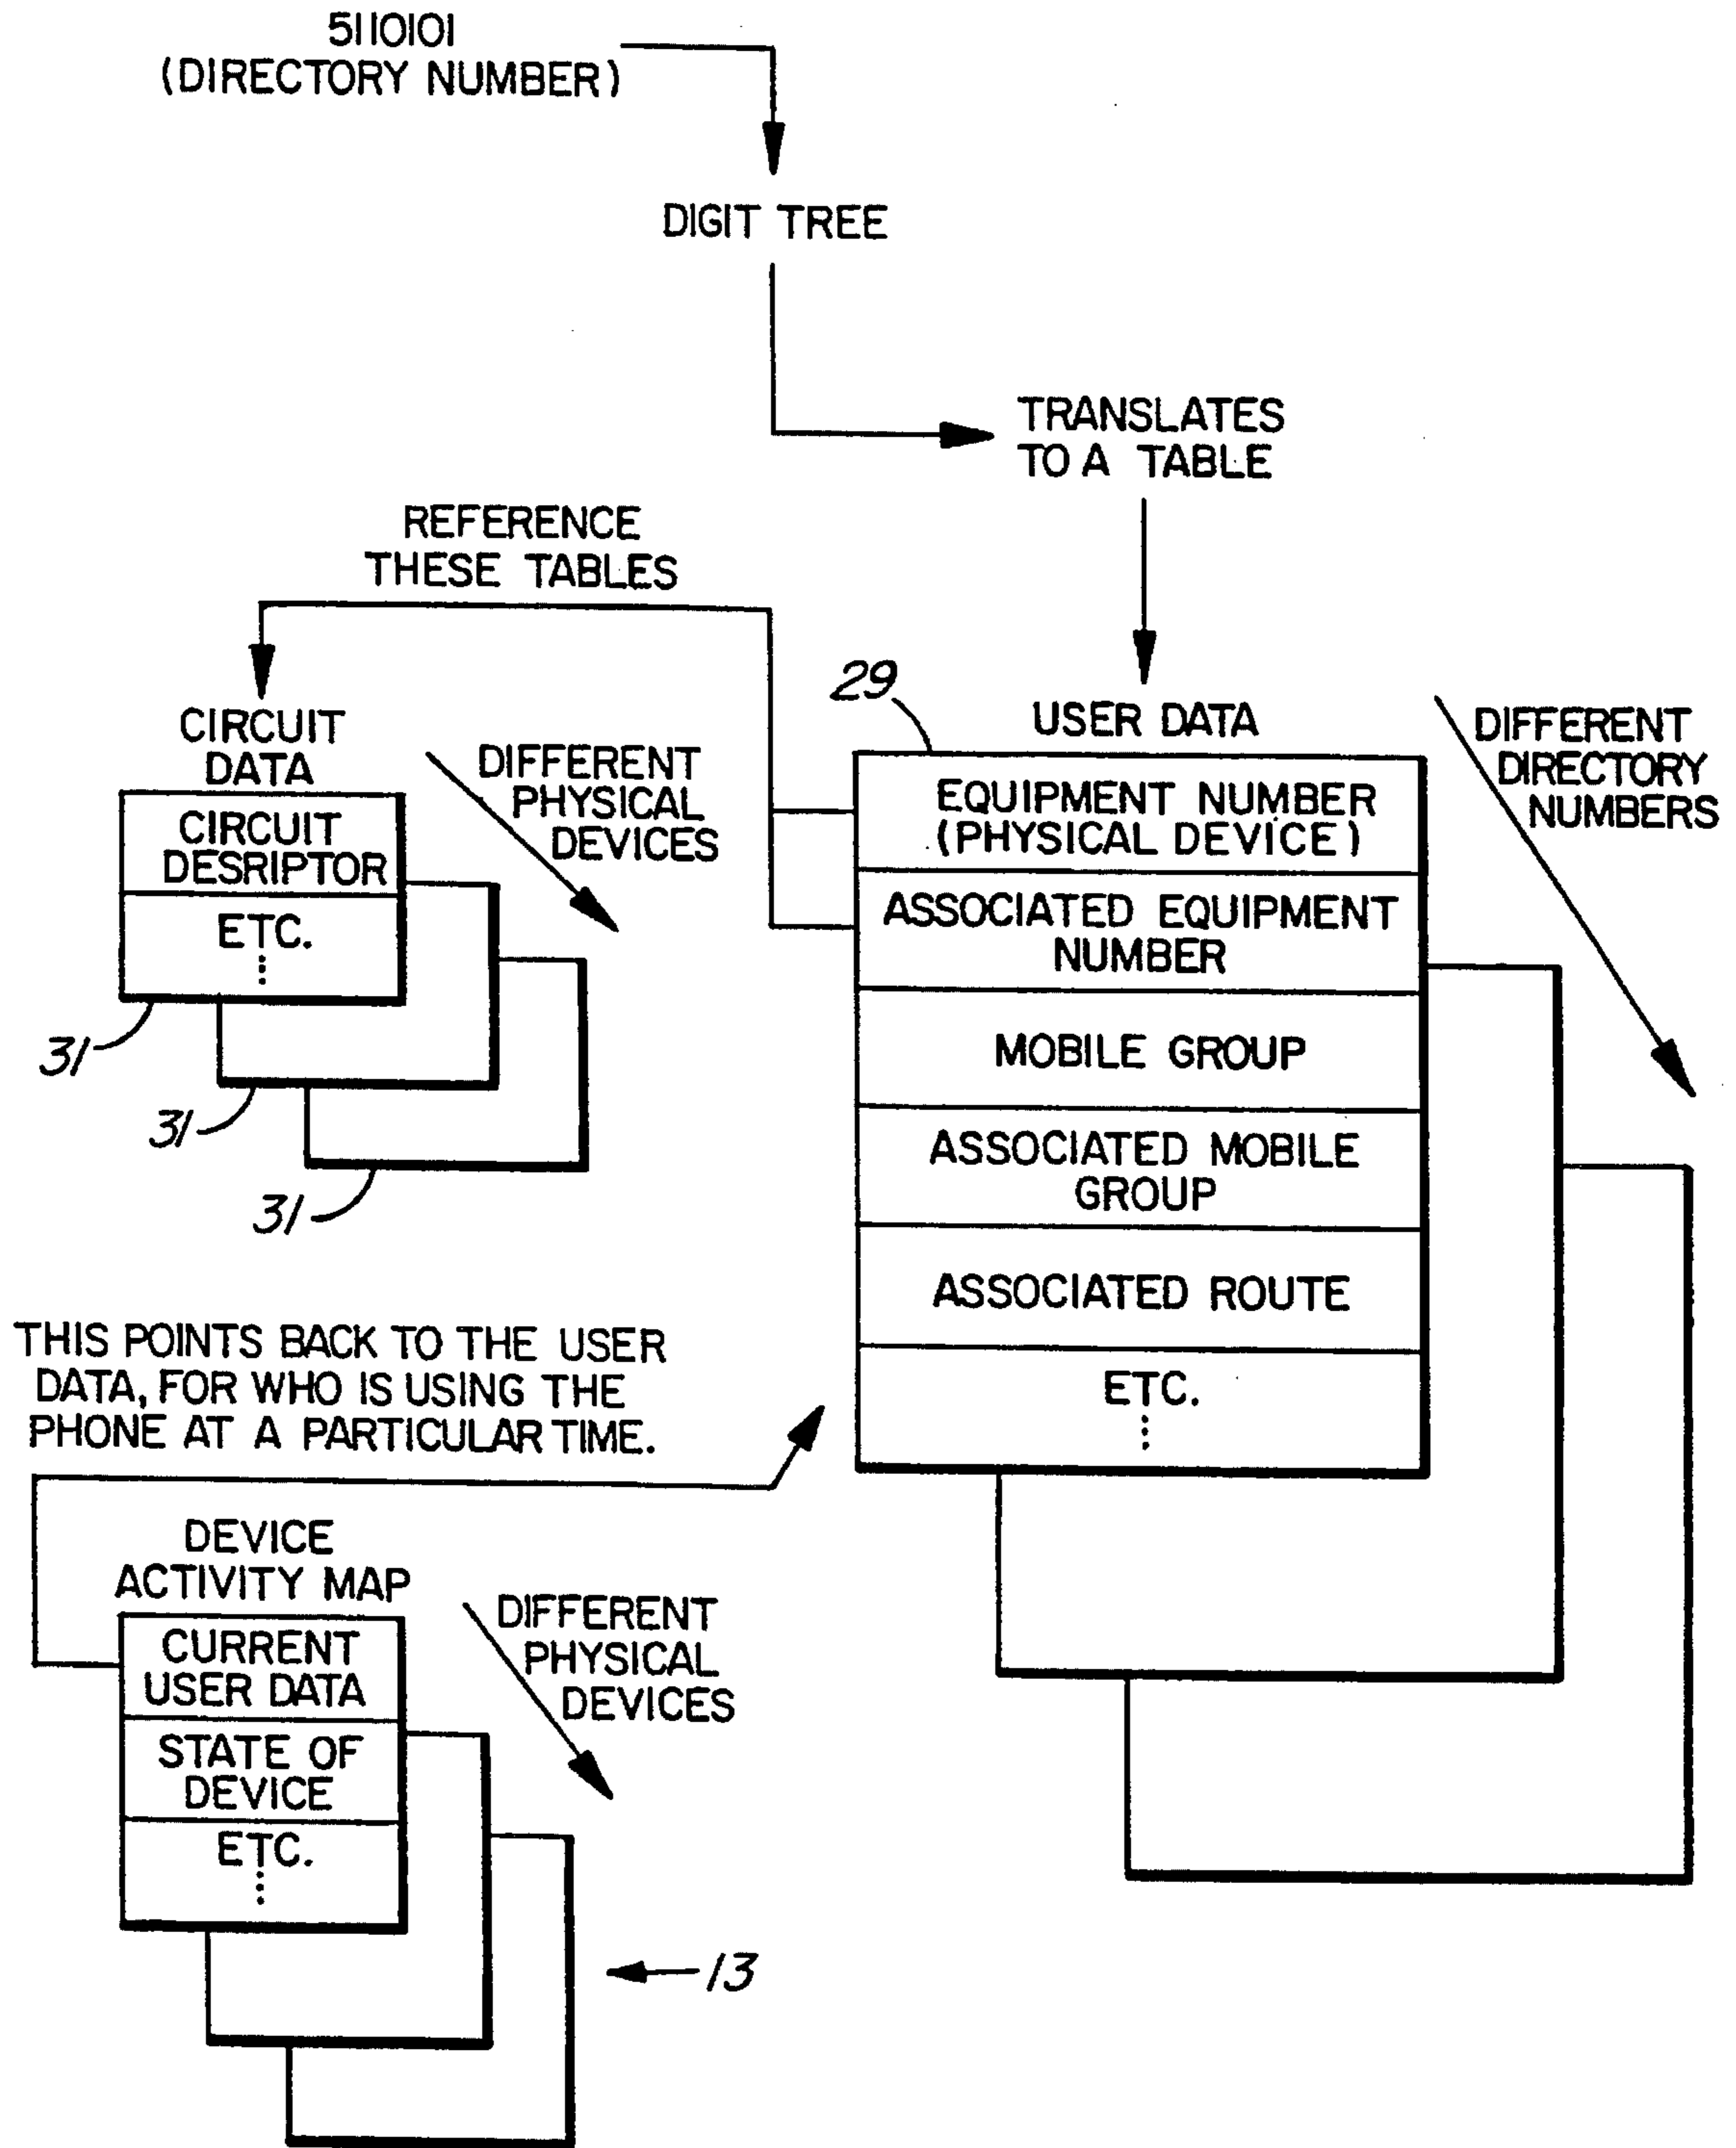 5110101
(DIRECTORY NUMBER)
DIGIT TREE
TRANSLATES
TO A TABLE
REFERENCE
THESE TABLES
29
USER DATA
DIFFERENT
DIRECTORY
NUMBERS
CIRCUIT
DATA
DIFFERENT
PHYSICAL
DEVICES
CIRCUIT
DESRIPTOR
ETC.
31
31
31
EQUIPMENT NUMBER
(PHYSICAL DEVICE)
ASSOCIATED EQUIPMENT
NUMBER
MOBILE GROUP
ASSOCIATED MOBILE
GROUP
ASSOCIATED ROUTE
ETC.
THIS POINTS BACK TO THE USER
DATA, FOR WHO IS USING THE
PHONE AT A PARTICULAR TIME.
DEVICE
ACTIVITY MAP
DIFFERENT
PHYSICAL
DEVICES
CURRENT
USER DATA
STATE OF
DEVICE
ETC.
13